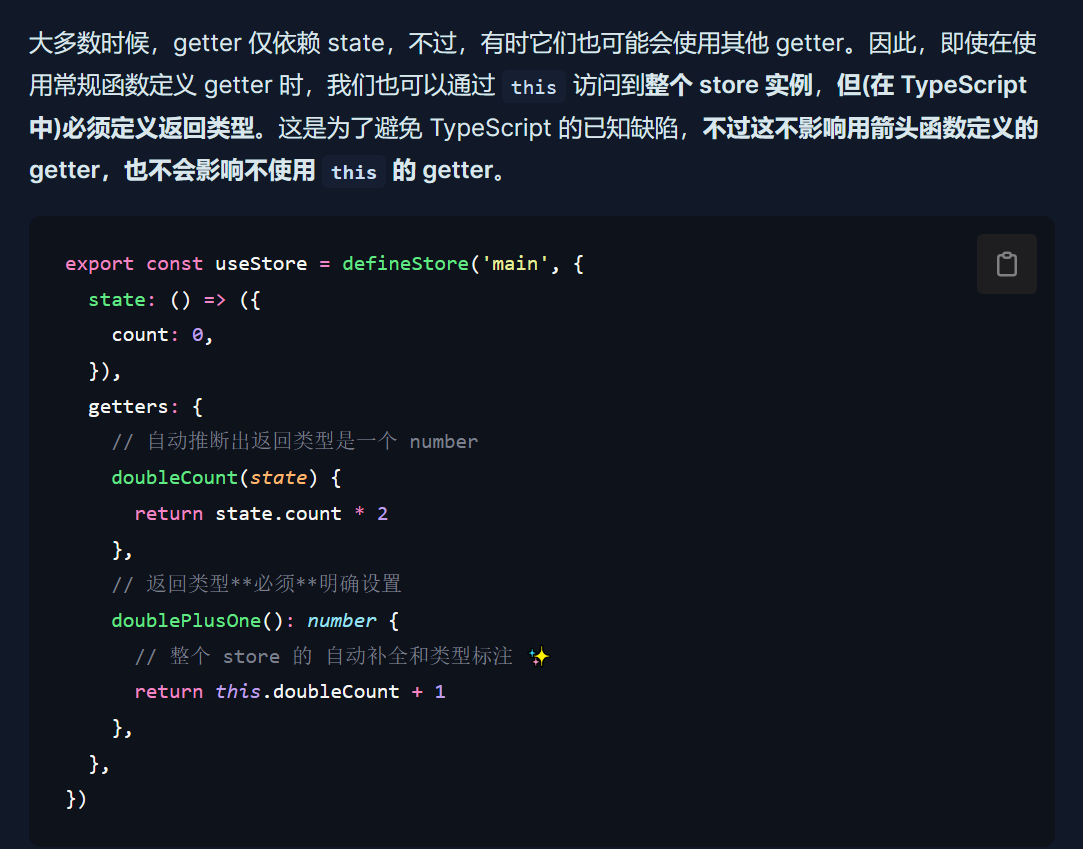 大多数时候，getter 仅依赖 state，不过，有时它们也可能会使用其他 getter。因此，即使在使
用常规函数定义 getter 时，我们也可以通过 this 访问到整个 store 实例，但(在 TypeScript
中)必须定义返回类型。这是为了避免 TypeScript 的已知缺陷，不过这不影响用箭头函数定义的
getter，也不会影响不使用 this 的 getter。
export const useStore = defineStore('main', {
  state: () => ({
    count: 0,
  }),
  getters: {
    // 自动推断出返回类型是一个 number
    doubleCount(state) {
      return state.count * 2
    },
    // 返回类型**必须**明确设置
    doublePlusOne(): number {
      // 整个 store 的 自动补全和类型标注 ✨
      return this.doubleCount + 1
    },
  },
})